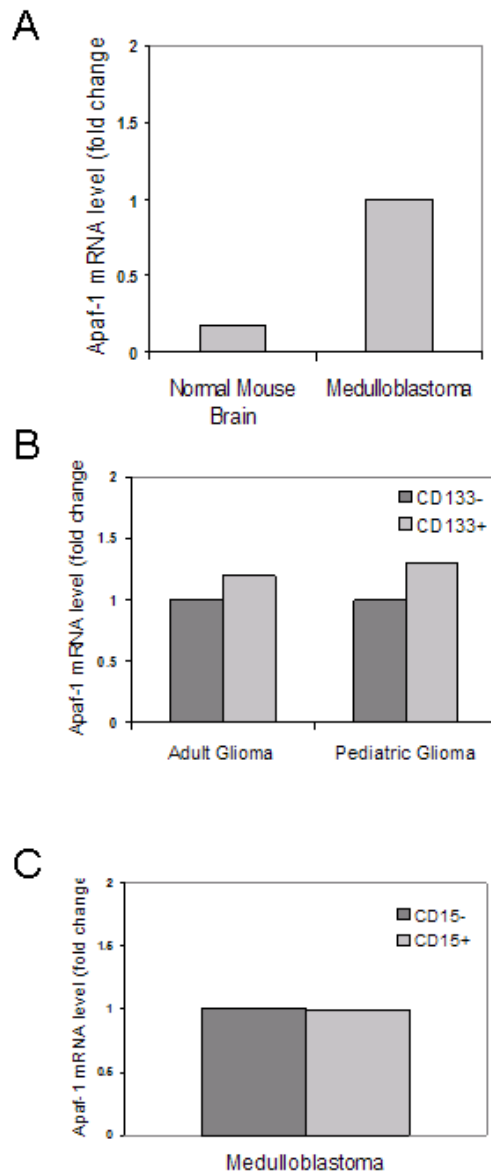 A
Apaf-1 mRNA level (fold change
2
1.5
1
0.5
0
Normal Mouse
Brain
Medulloblastoma
B
Apaf-1 mRNA level (fold change
2
1.5
1
0.5
0
CD133-
CD133+
Adult Glioma
Pediatric Glioma
C
Apaf-1 mRNA level (fold change
2
1.5
1
0.5
0
CD15-
CD15+
Medulloblastoma